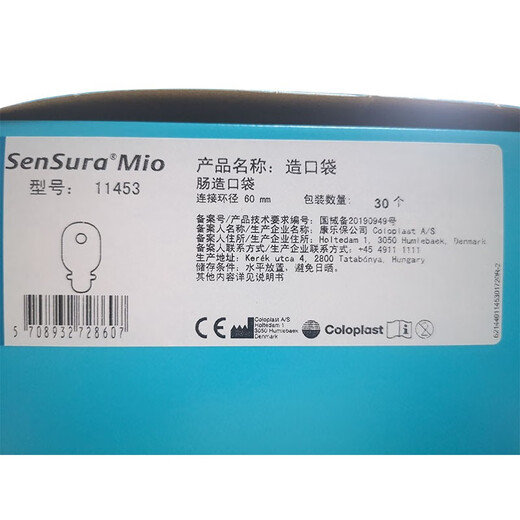 SenSura® Mio
型号: 11453
产品名称: 造口袋
肠造口袋
连接环径 60 mm 包装数量: 30个
备案号/产品技术要求编号: 国械备20190949号
备案人/生产企业名称: 康乐保公司 Coloplast A/S
备案人住所/生产企业住所: Holtedam 1, 3050 Humlebaek, Denmark
备案人联系方式/生产企业联系方式: +45 4911 1111
生产地址: Kerék utca 4, 2800 Tatabánya, Hungary
储存条件: 水平放置，避免日晒。
其它内容详见说明书
5 708932 728607
CE
Coloplast A/S
Holtedam 1
3050 Humlebaek
Denmark
Coloplast